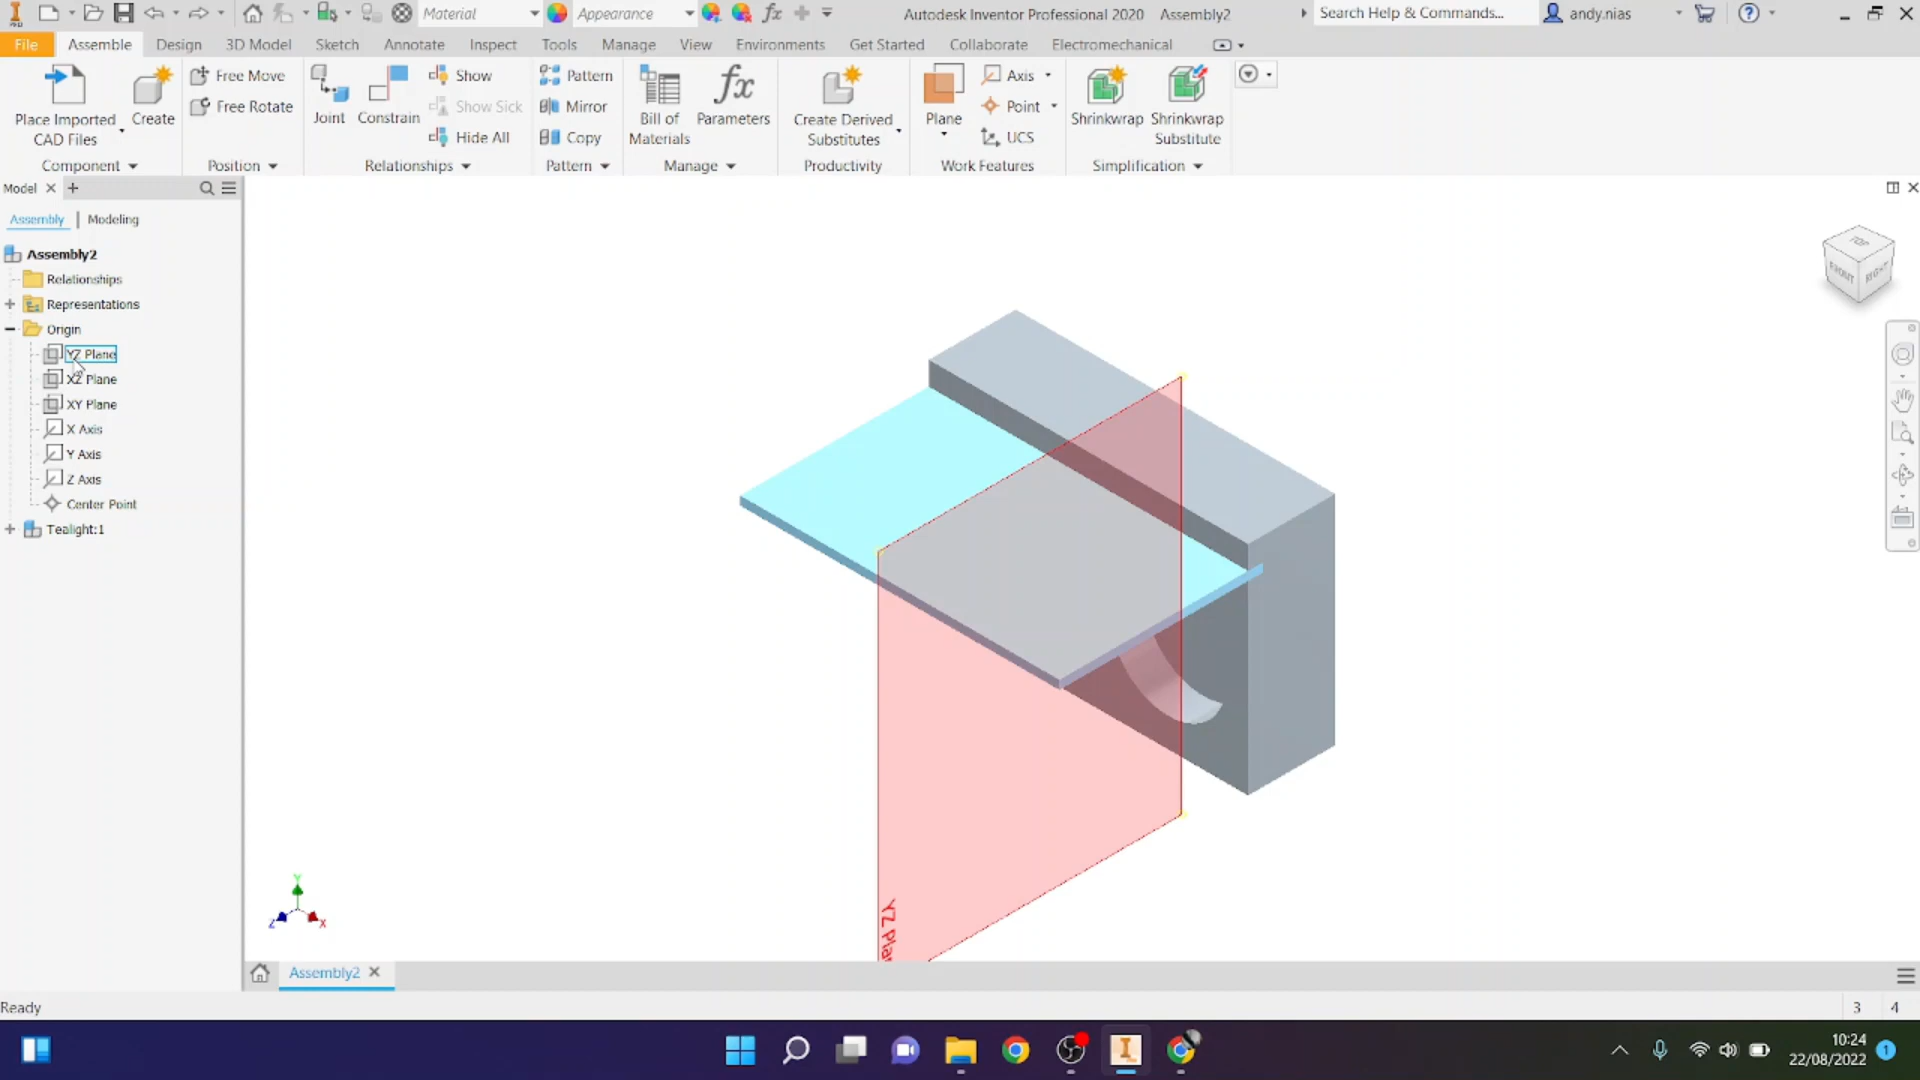 Material
Appearance
Autodesk Inventor Professional 2020 Assembly2
Search Help & Commands...
andy.nias
File Assemble Design 3D Model Sketch Annotate Inspect Tools Manage View Environments Get Started Collaborate Electromechanical
Place Imported
CAD Files
Create
Component
Free Move
Free Rotate
Position
Joint
Constrain
Show
Show Sick
Hide All
Relationships
Pattern
Mirror
Copy
Pattern
Bill of
Materials
Parameters
Manage
Create Derived
Substitutes
Productivity
Plane
Axis
Point
UCS
Work Features
Shrinkwrap
Shrinkwrap
Substitute
Simplification
Model
Assembly | Modeling
Assembly2
Relationships
Representations
Origin
YZ Plane
XZ Plane
XY Plane
X Axis
Y Axis
Z Axis
Center Point
Tealight:1
TOP
FRONT
RIGHT
YZ Plan
Y
Z
X
Assembly2
Ready
3 4
10:24
22/08/2022
1